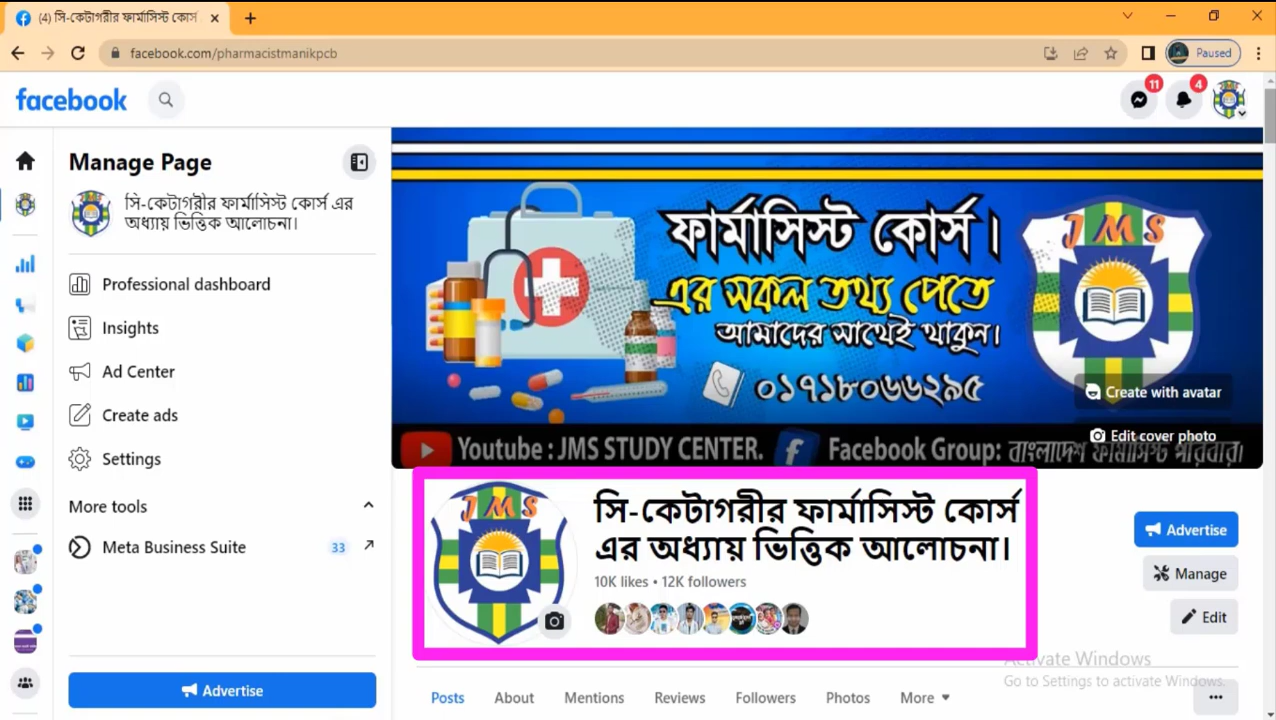 (4) সি-কেটাগরীর ফার্মাসিস্ট কোর্স
facebook.com/pharmacistmanikpcb
Paused
facebook
11
4
Manage Page
সি-কেটাগরীর ফার্মাসিস্ট কোর্স এর
অধ্যায় ভিত্তিক আলোচনা।
Professional dashboard
Insights
Ad Center
Create ads
Settings
More tools
Meta Business Suite 33
Advertise
ফার্মাসিস্ট কোর্স।
এর সকল তথ্য পেতে
আমাদের সাথেই থাকুন।
০১৭১৮০৬৬২৯৫
JMS
Create with avatar
Edit cover photo
Youtube : JMS STUDY CENTER. Facebook Group: বাংলাদেশ ফার্মাসিস্ট পরিবার।
JMS
সি-কেটাগরীর ফার্মাসিস্ট কোর্স
এর অধ্যায় ভিত্তিক আলোচনা।
10K likes • 12K followers
Advertise
Manage
Edit
Activate Windows
Go to Settings to activate Windows.
Posts About Mentions Reviews Followers Photos More